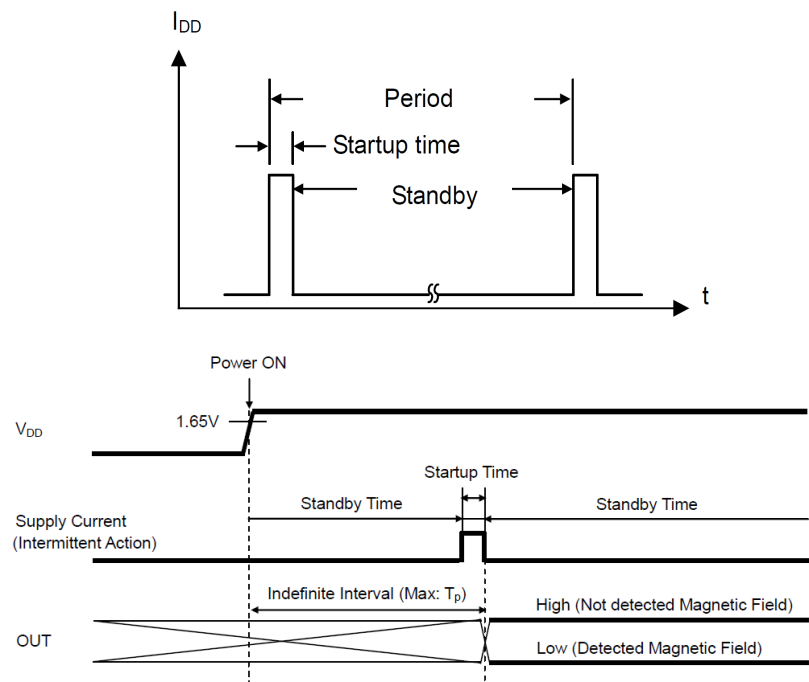 IDD
Period
Startup time
Standby
t
Power ON
1.65V
VDD
Startup Time
Standby Time
Standby Time
Supply Current
(Intermittent Action)
Indefinite Interval (Max: Tp)
High (Not detected Magnetic Field)
OUT
Low (Detected Magnetic Field)